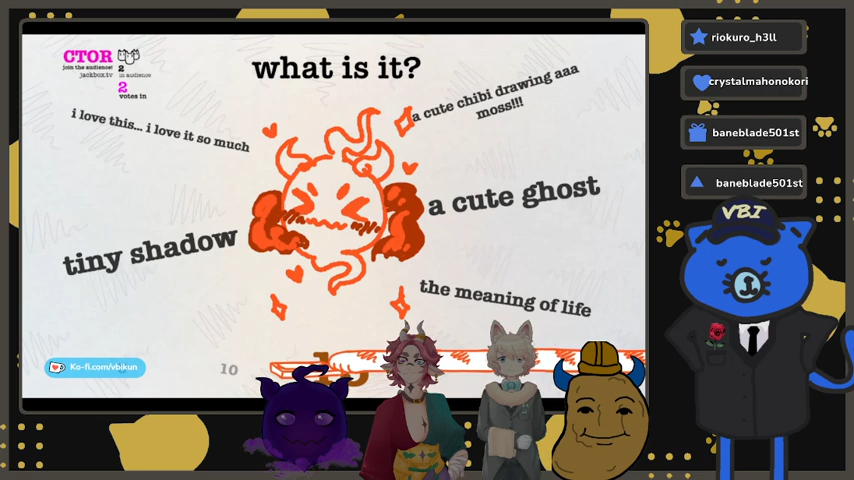 CTOR
join the audience!
jackbox.tv
2
in audience
2
votes in
what is it?
i love this... i love it so much
a cute chibi drawing aaa
moss!!!
a cute ghost
tiny shadow
the meaning of life
10
Ko-fi.com/vbikun
riokuro_h3ll
crystalmahonokori
baneblade501st
baneblade501st
VBI